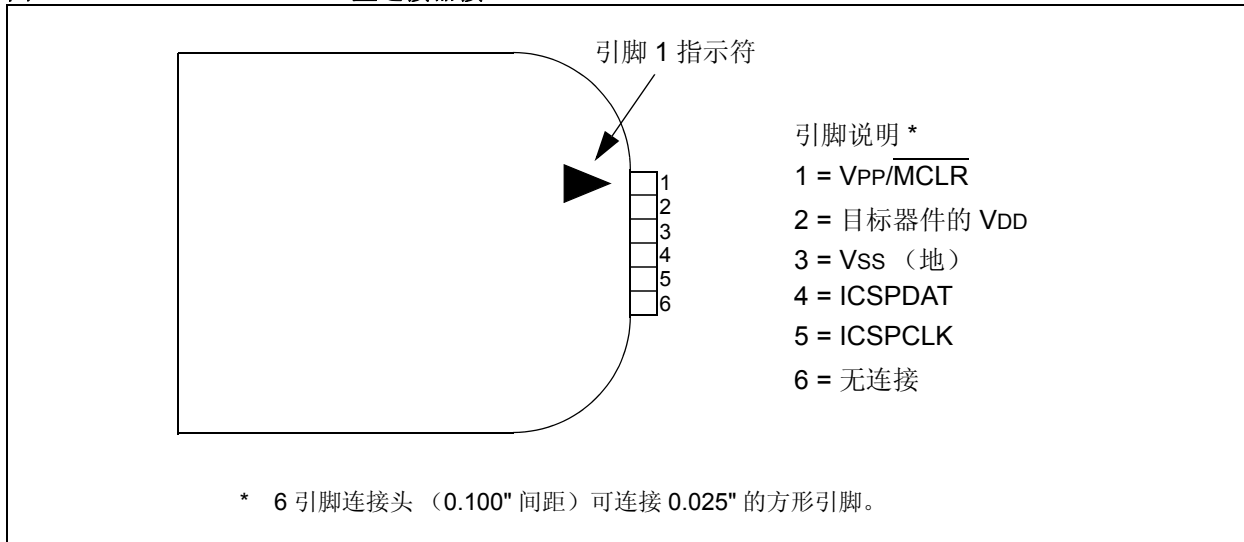 引脚 1 指示符
1
2
3
4
5
6
引脚说明 *
1 = VPP/MCLR
2 = 目标器件的 VDD
3 = VSS （地）
4 = ICSPDAT
5 = ICSPCLK
6 = 无连接
* 6 引脚连接头 （0.100" 间距）可连接 0.025" 的方形引脚。